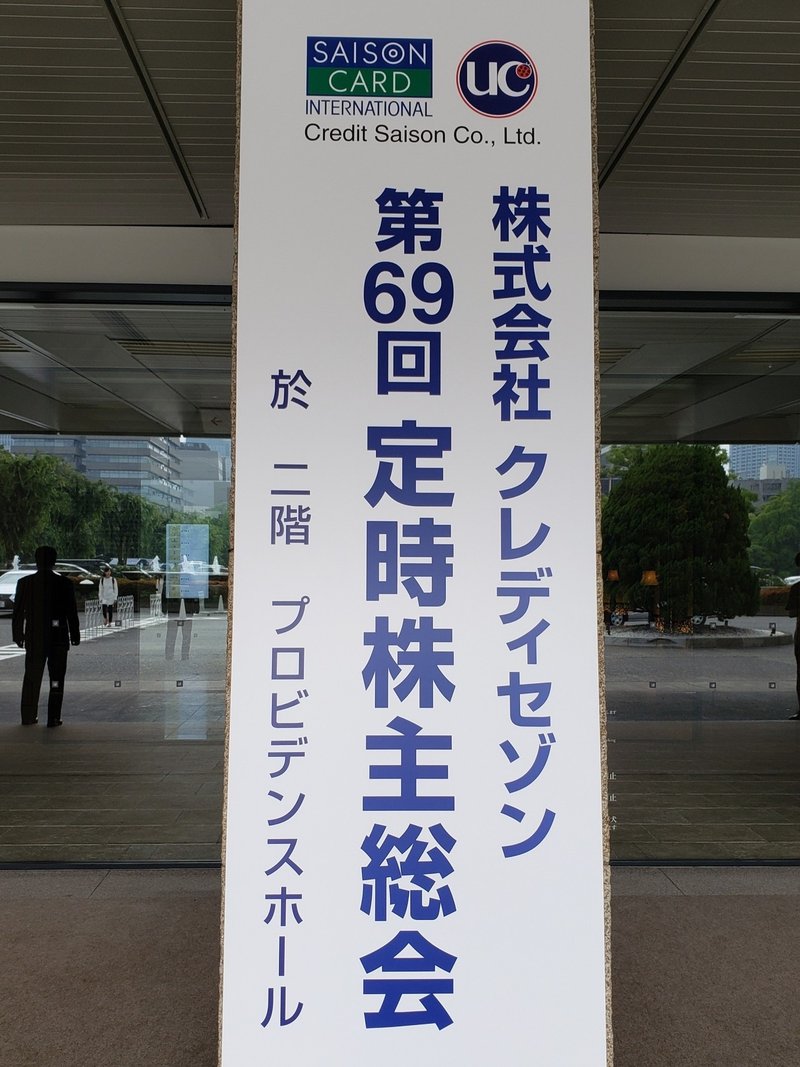 SAISON
CARD
INTERNATIONAL
UC
Credit Saison Co., Ltd.
株式会社 クレディセゾン
第69回 定時株主総会
於 二階 プロビデンスホール